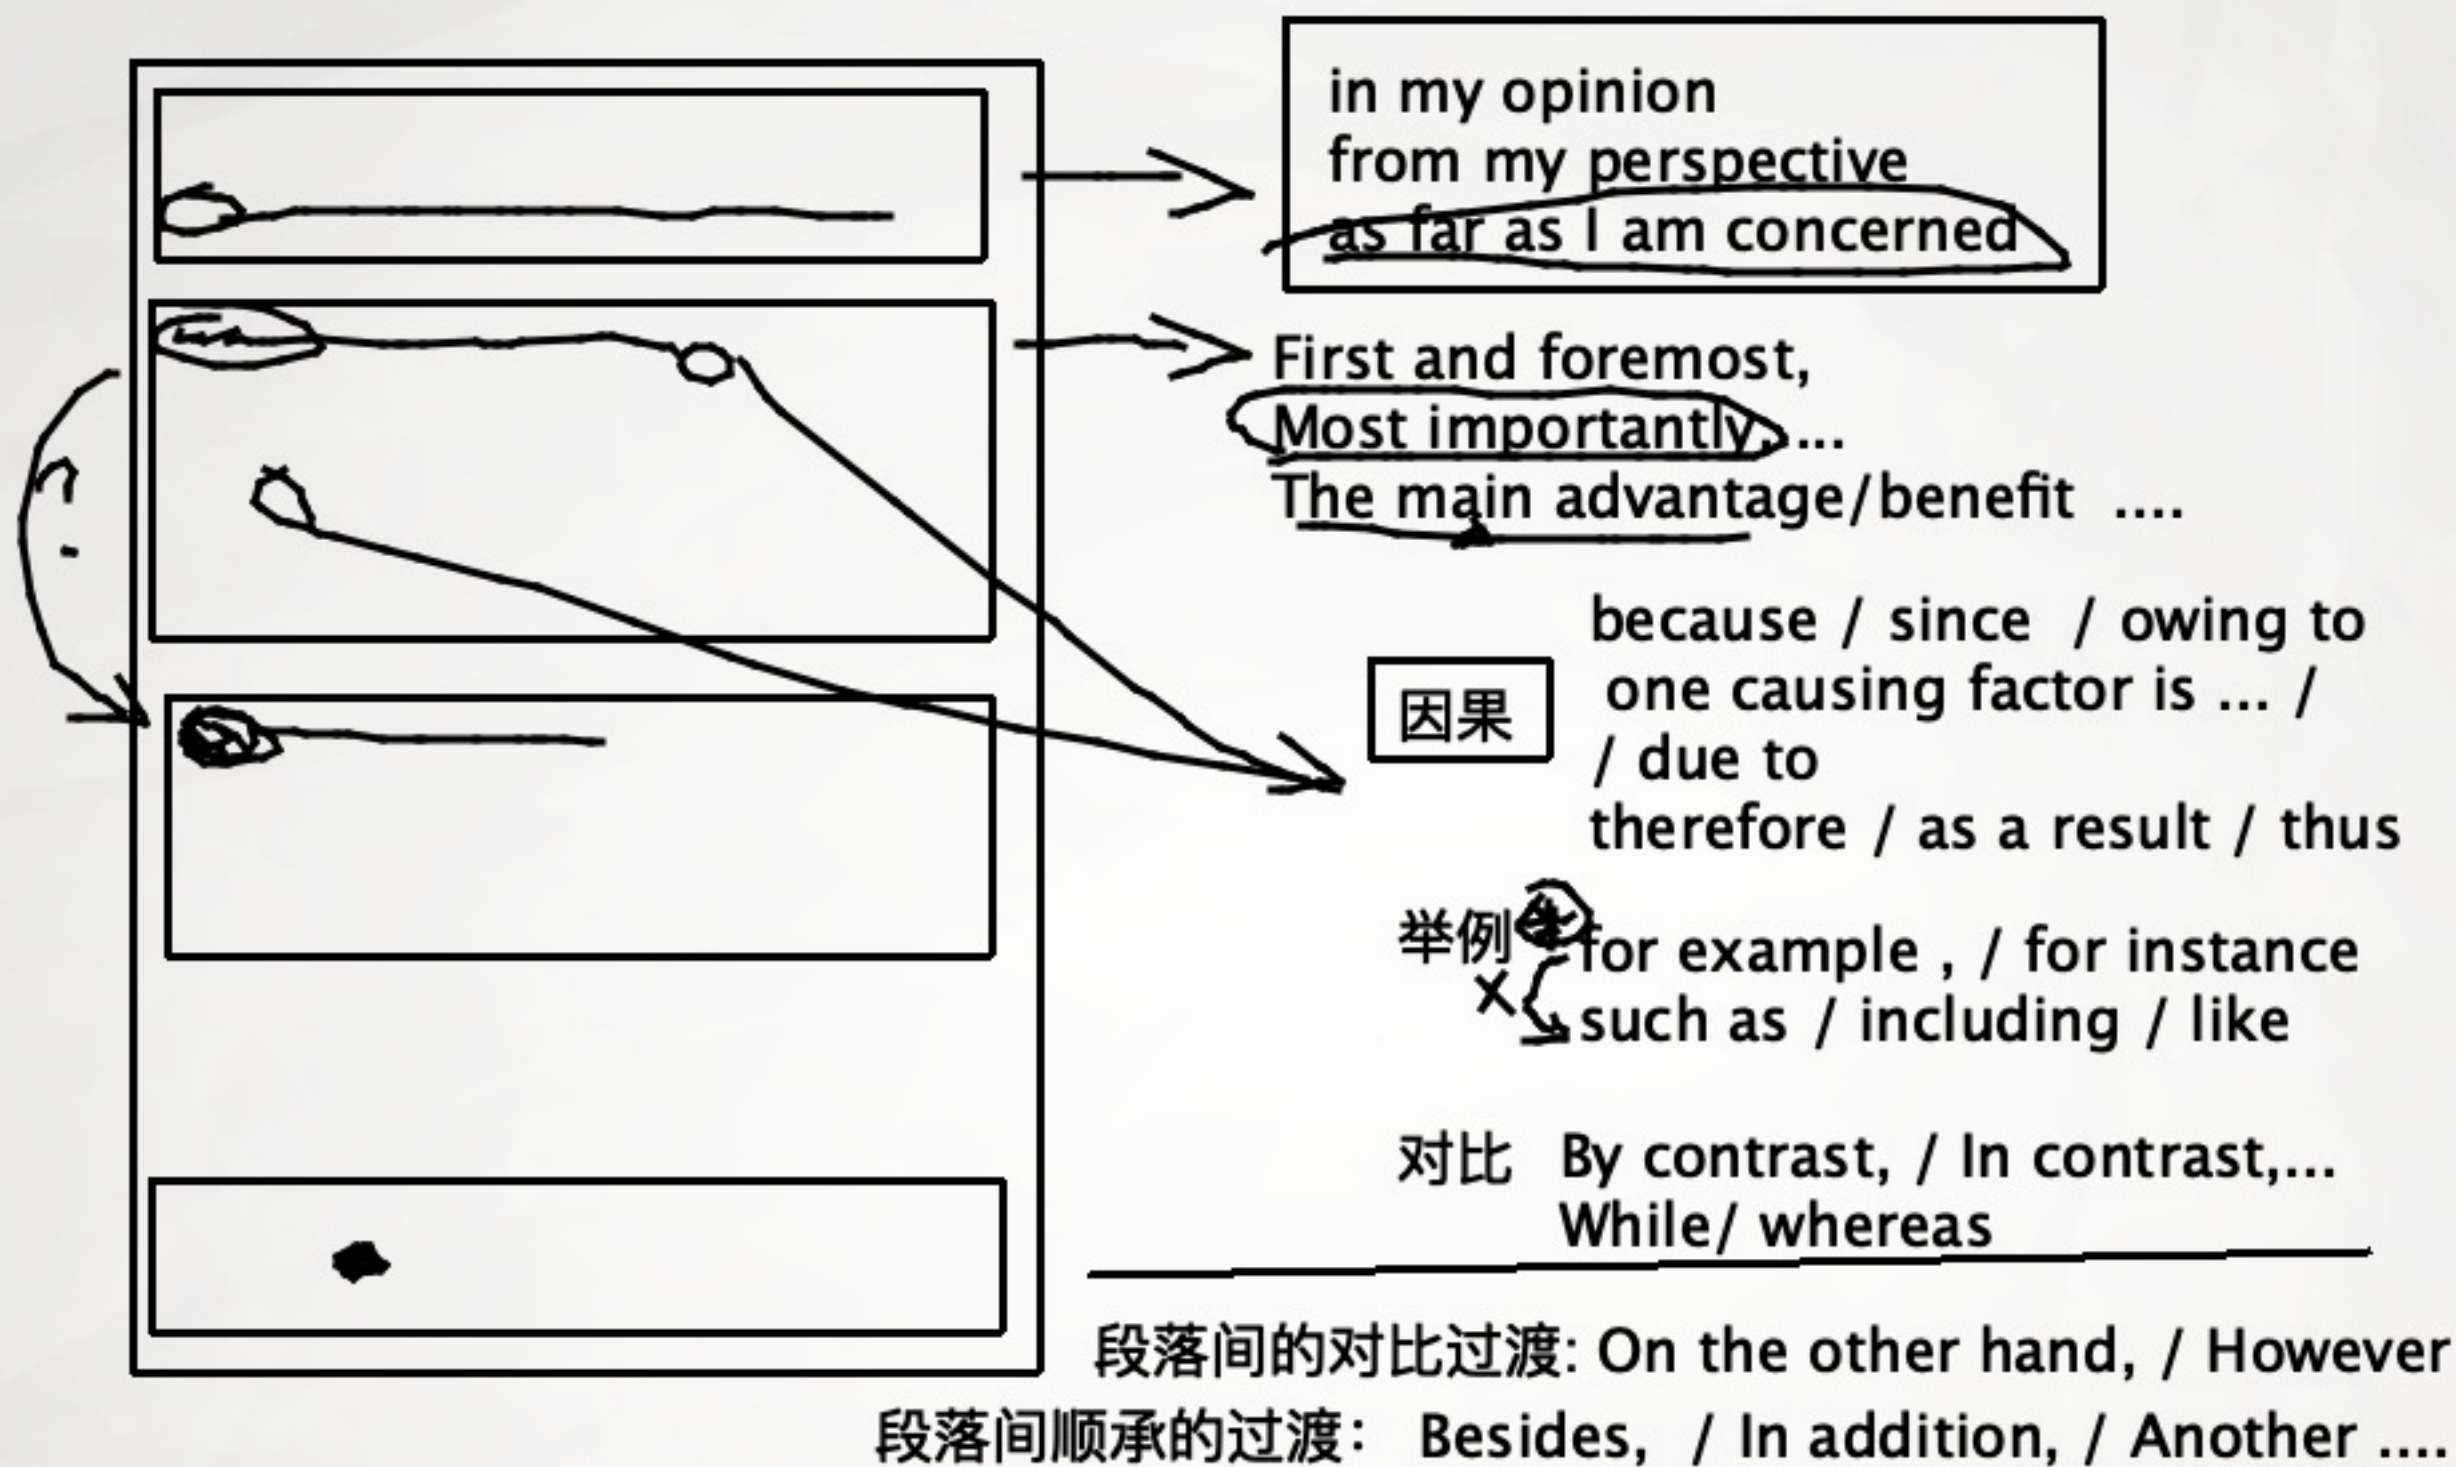 in my opinion
from my perspective
as far as I am concerned
First and foremost,
Most importantly, ...
The main advantage/benefit ....
because / since / owing to
one causing factor is ... /
因果
/ due to
therefore / as a result / thus
举例
for example , / for instance
such as / including / like
对比 By contrast, / In contrast,...
While/ whereas
段落间的对比过渡: On the other hand, / However
段落间顺承的过渡： Besides, / In addition, / Another ....